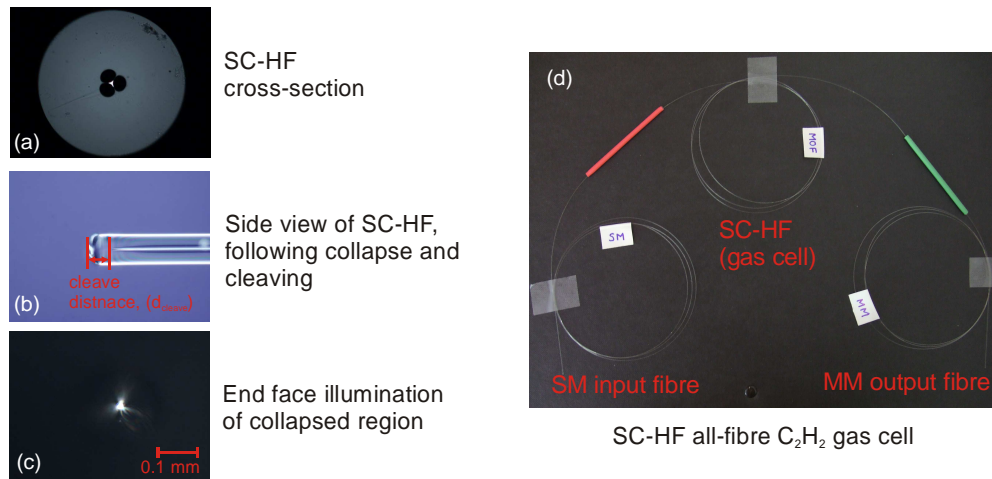 (a)
SC-HF
cross-section
(b)
cleave
distnace, (d_cleave)
Side view of SC-HF,
following collapse and
cleaving
(c)
0.1 mm
End face illumination
of collapsed region
(d)
MOF
SC-HF
(gas cell)
SM
MM
SM input fibre
MM output fibre
SC-HF all-fibre C₂H₂ gas cell